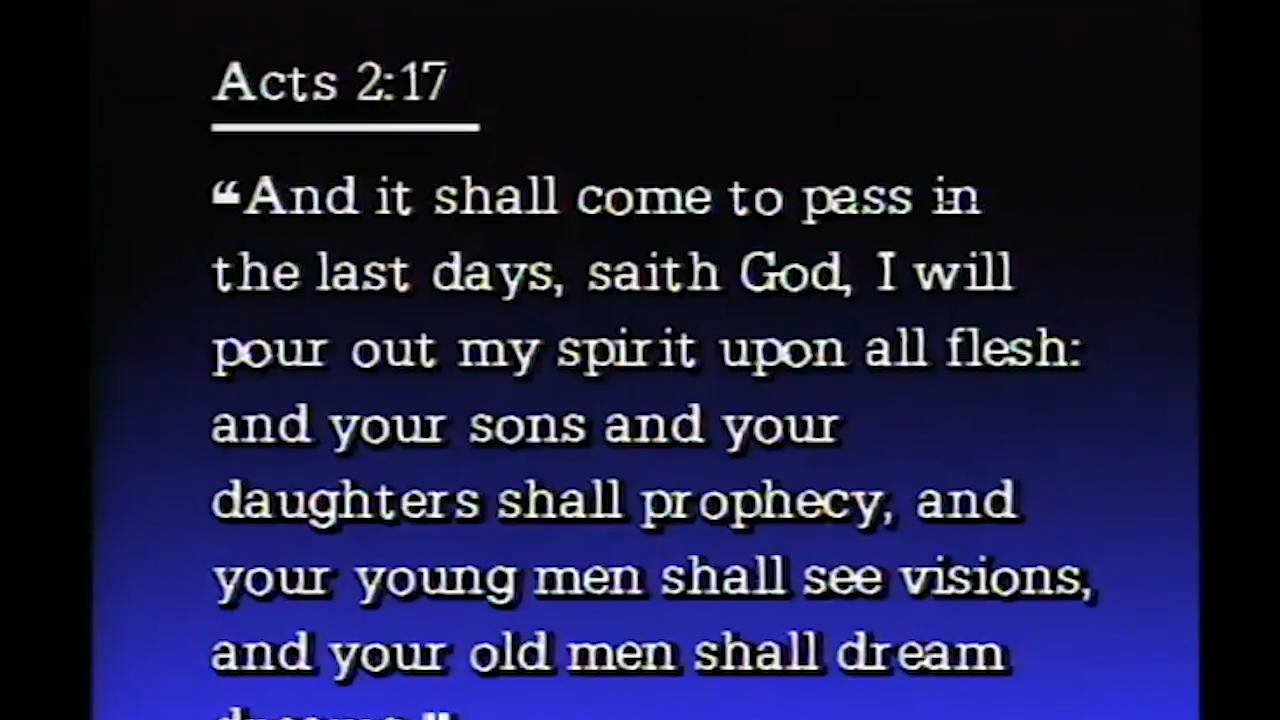 Acts 2:17
“And it shall come to pass in
the last days, saith God, I will
pour out my spirit upon all flesh:
and your sons and your
daughters shall prophecy, and
your young men shall see visions,
and your old men shall dream